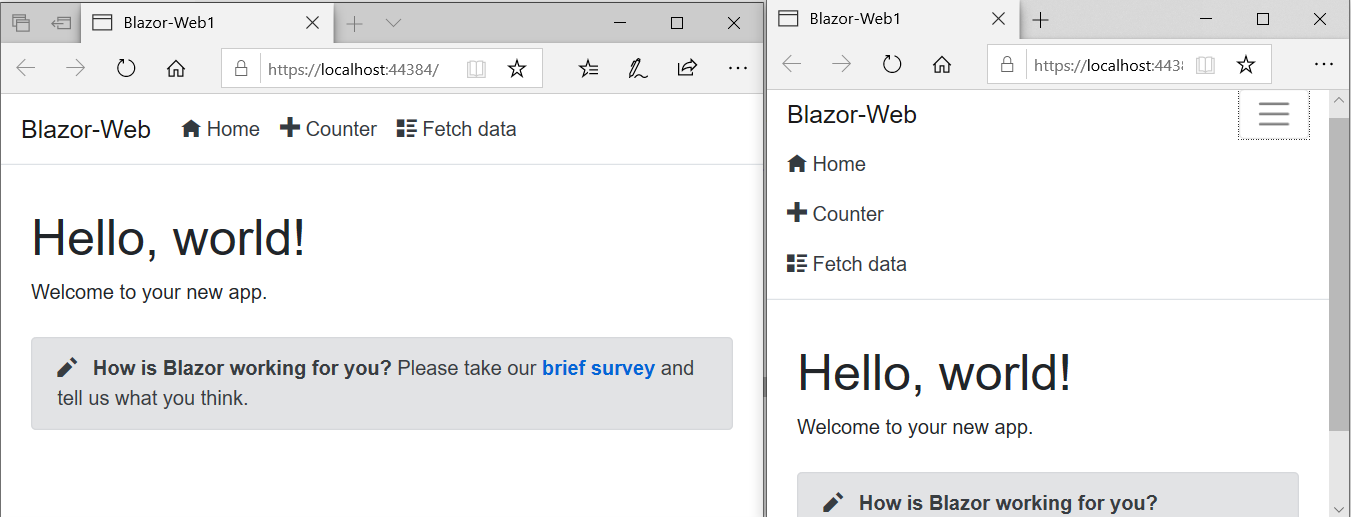 Blazor-Web1
https://localhost:44384/
Blazor-Web Home Counter Fetch data
Hello, world!
Welcome to your new app.
How is Blazor working for you? Please take our brief survey and
tell us what you think.
Blazor-Web1
https://localhost:443
Blazor-Web
Home
Counter
Fetch data
Hello, world!
Welcome to your new app.
How is Blazor working for you?